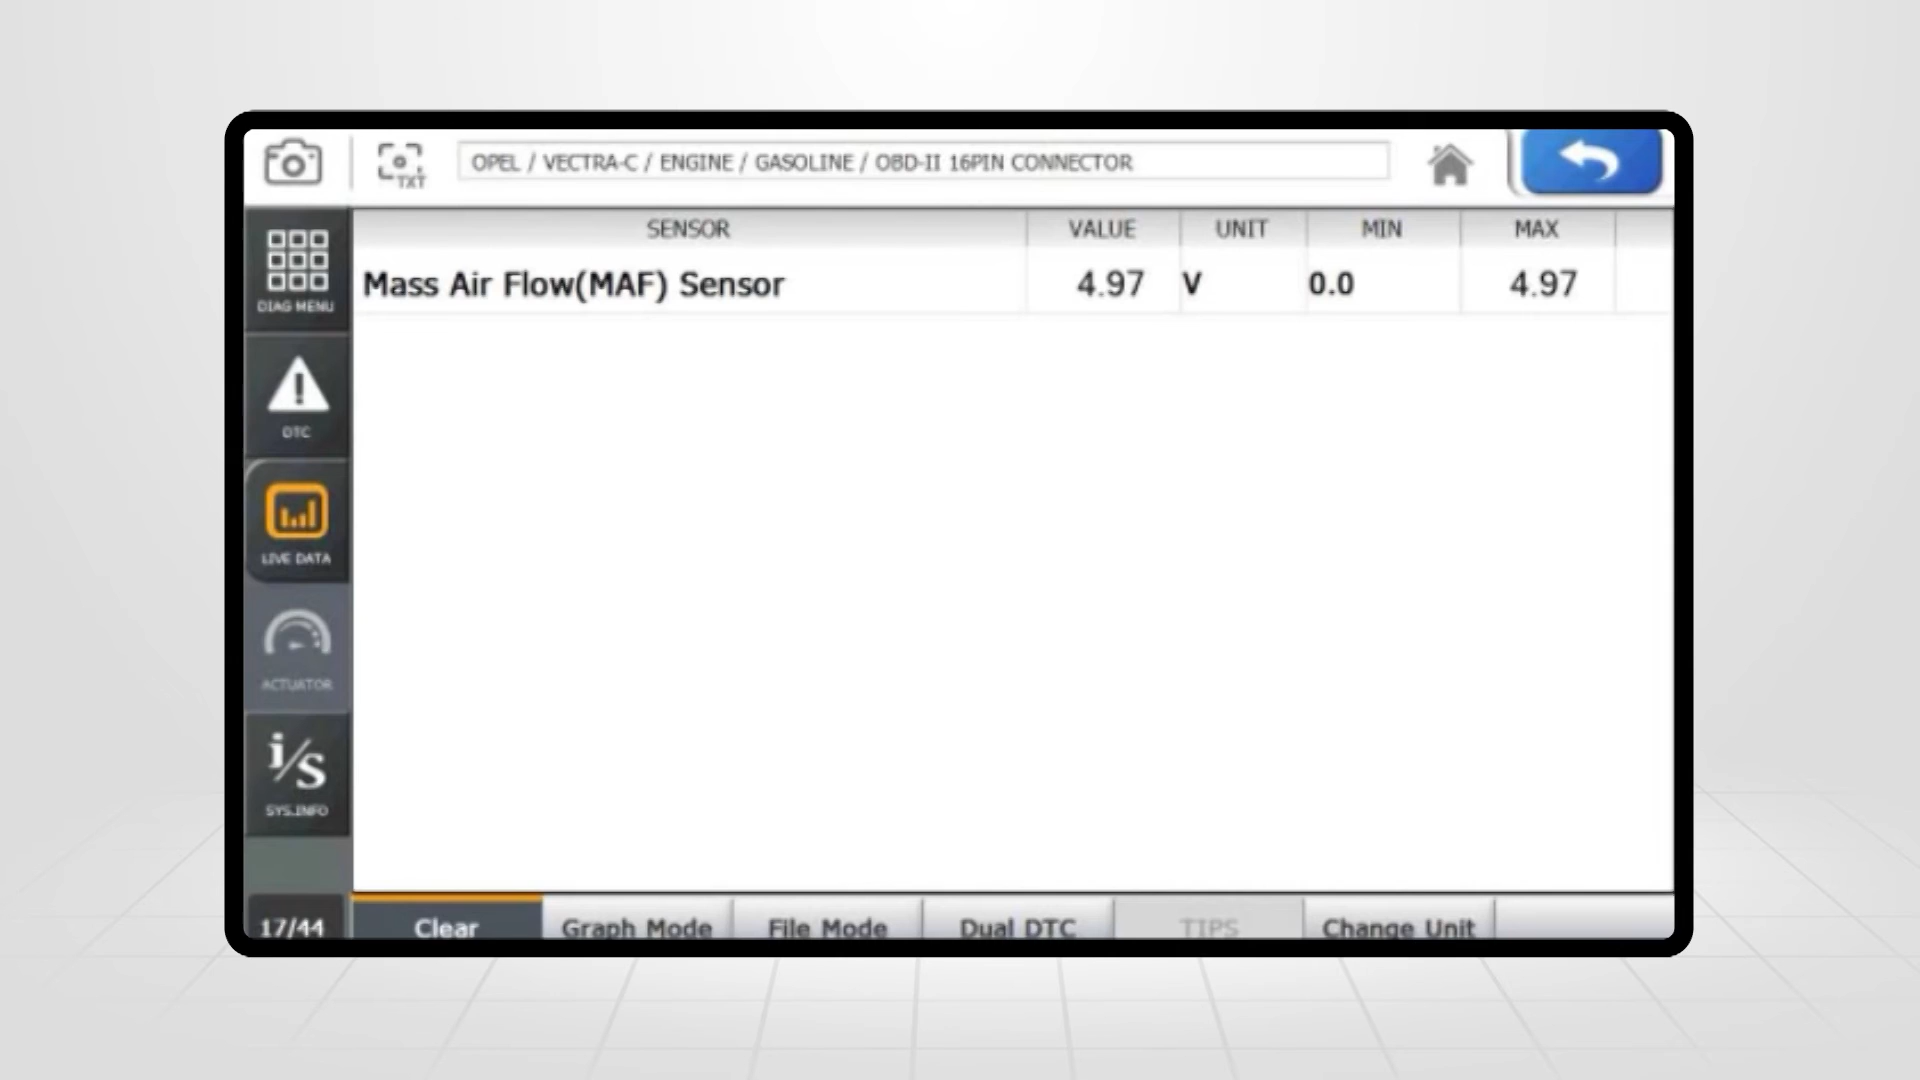 TXT
OPEL / VECTRA-C / ENGINE / GASOLINE / OBD-II 16PIN CONNECTOR
SENSOR VALUE UNIT MIN MAX
Mass Air Flow(MAF) Sensor 4.97 V 0.0 4.97
DIAG MENU
DTC
LIVE DATA
ACTUATOR
i/s
SYS.INFO
17/44 Clear Graph Mode File Mode Dual DTC TIPS Change Unit